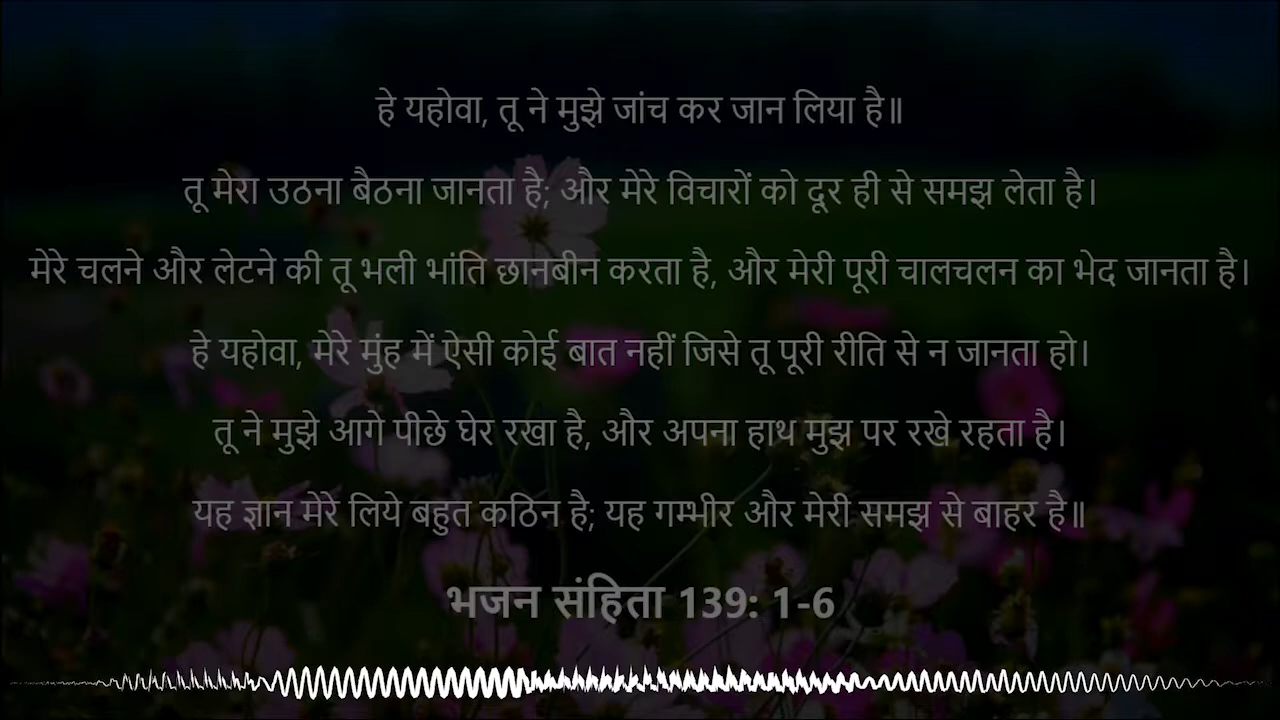 हे यहोवा, तू ने मुझे जांच कर जान लिया है॥
तू मेरा उठना बैठना जानता है; और मेरे विचारों को दूर ही से समझ लेता है।
मेरे चलने और लेटने की तू भली भांति छानबीन करता है, और मेरी पूरी चालचलन का भेद जानता है।
हे यहोवा, मेरे मुंह में ऐसी कोई बात नहीं जिसे तू पूरी रीति से न जानता हो।
तू ने मुझे आगे पीछे घेर रखा है, और अपना हाथ मुझ पर रखे रहता है।
यह ज्ञान मेरे लिये बहुत कठिन है; यह गम्भीर और मेरी समझ से बाहर है॥
भजन संहिता 139: 1-6